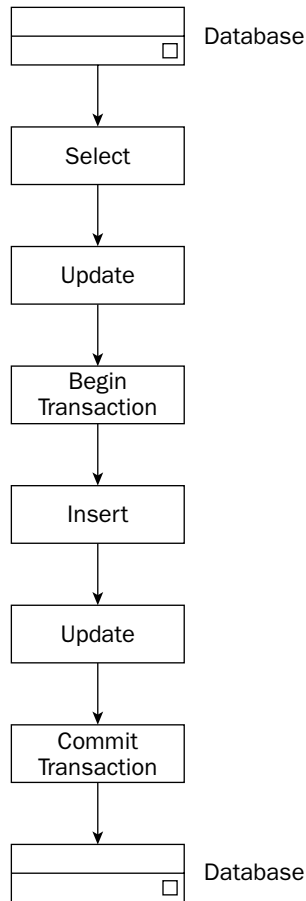 Database
Select
Update
Begin
Transaction
Insert
Update
Commit
Transaction
Database